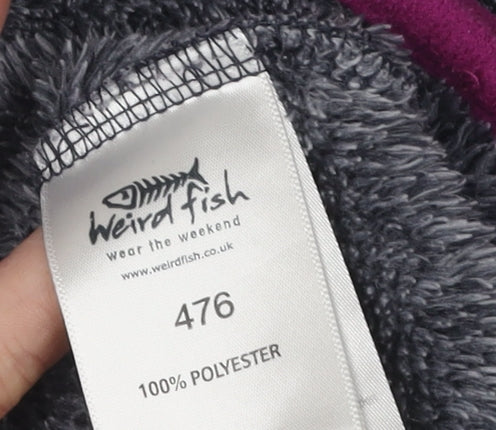 weird fish
Wear the weekend
www.weirdfish.co.uk
476
100% POLYESTER